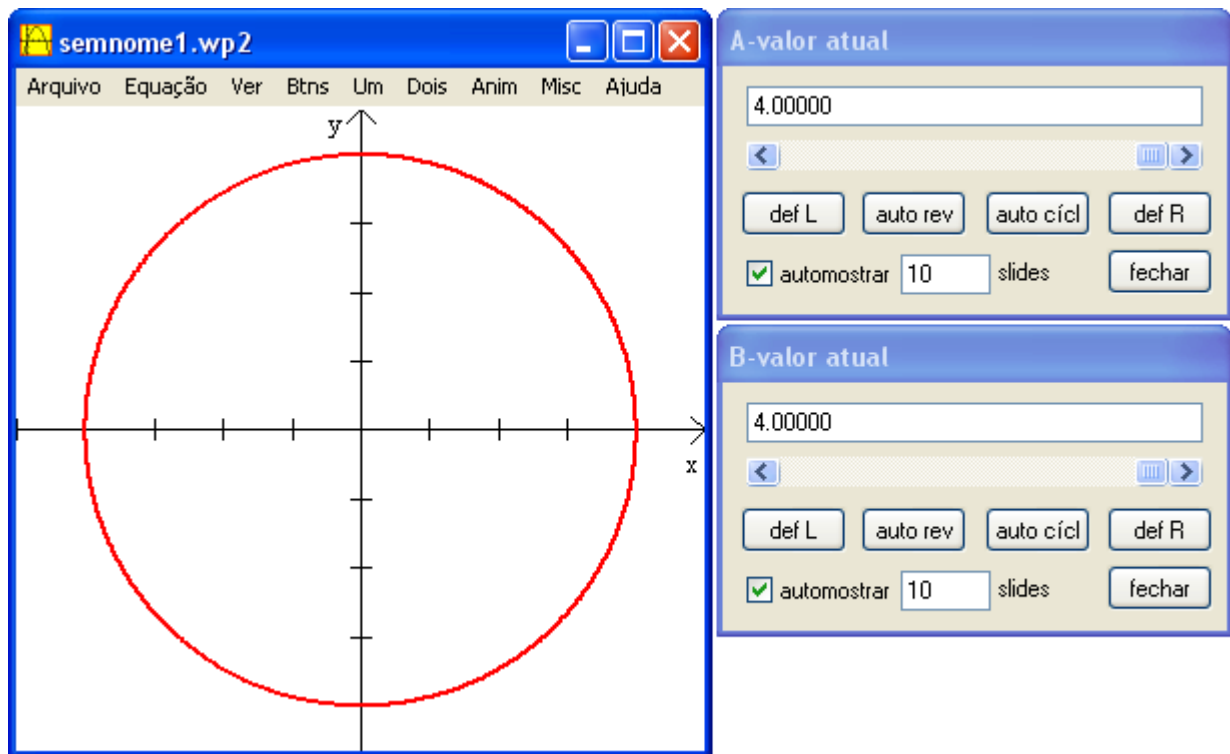 semnome1.wp2
Arquivo Equação Ver Btns Um Dois Anim Misc Ajuda
y
x
A-valor atual
4.00000
def L auto rev auto cícl def R
automostrar 10 slides fechar
B-valor atual
4.00000
def L auto rev auto cícl def R
automostrar 10 slides fechar